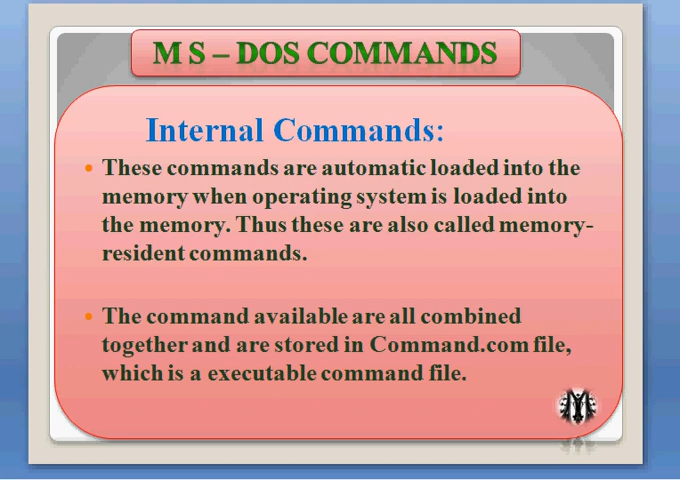 M S – DOS COMMANDS
Internal Commands:
• These commands are automatic loaded into the
memory when operating system is loaded into
the memory. Thus these are also called memory-
resident commands.
• The command available are all combined
together and are stored in Command.com file,
which is a executable command file.